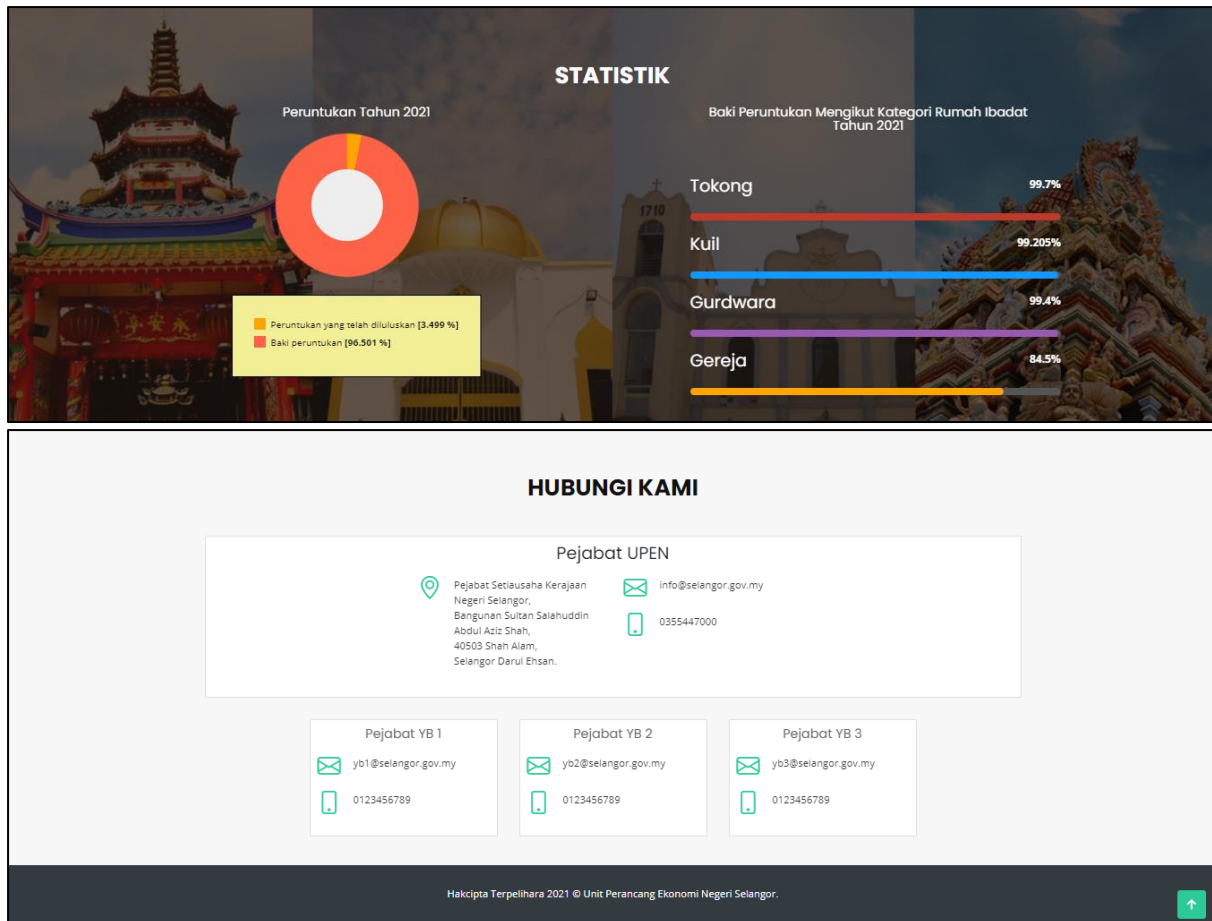 STATISTIK
Peruntukan Tahun 2021
Baki Peruntukan Mengikut Kategori Rumah Ibadat
Tahun 2021
Tokong 99.7%
1710
Kuil 99.205%
Gurdwara 99.4%
Peruntukan yang telah diluluskan [3.499 %]
Baki peruntukan [96.501 %]
Gereja 84.5%
HUBUNGI KAMI
Pejabat UPEN
Pejabat Setiausaha Kerajaan
Negeri Selangor,
Bangunan Sultan Salahuddin
Abdul Aziz Shah,
40503 Shah Alam,
Selangor Darul Ehsan.
info@selangor.gov.my
0355447000
Pejabat YB 1
yb1@selangor.gov.my
0123456789
Pejabat YB 2
yb2@selangor.gov.my
0123456789
Pejabat YB 3
yb3@selangor.gov.my
0123456789
Hakcipta Terpelihara 2021 © Unit Perancang Ekonomi Negeri Selangor.